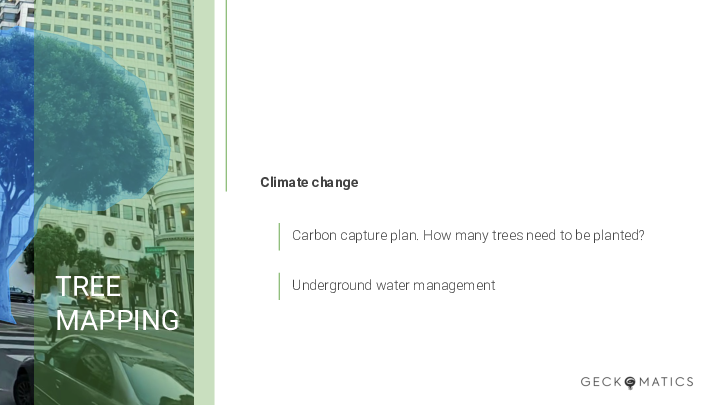 Climate change
Carbon capture plan. How many trees need to be planted?
Underground water management
TREE
MAPPING
GECKOMATICS